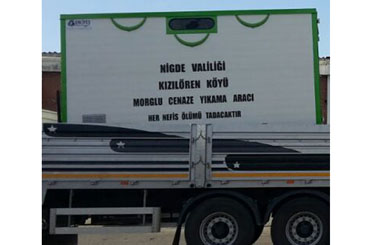 NİGDE VALİLİĞİ
KIZILÖREN KÖYÜ
MORGLU CENAZE YIKAMA ARACI
HER NEFİS ÖLÜMÜ TADACAKTIR